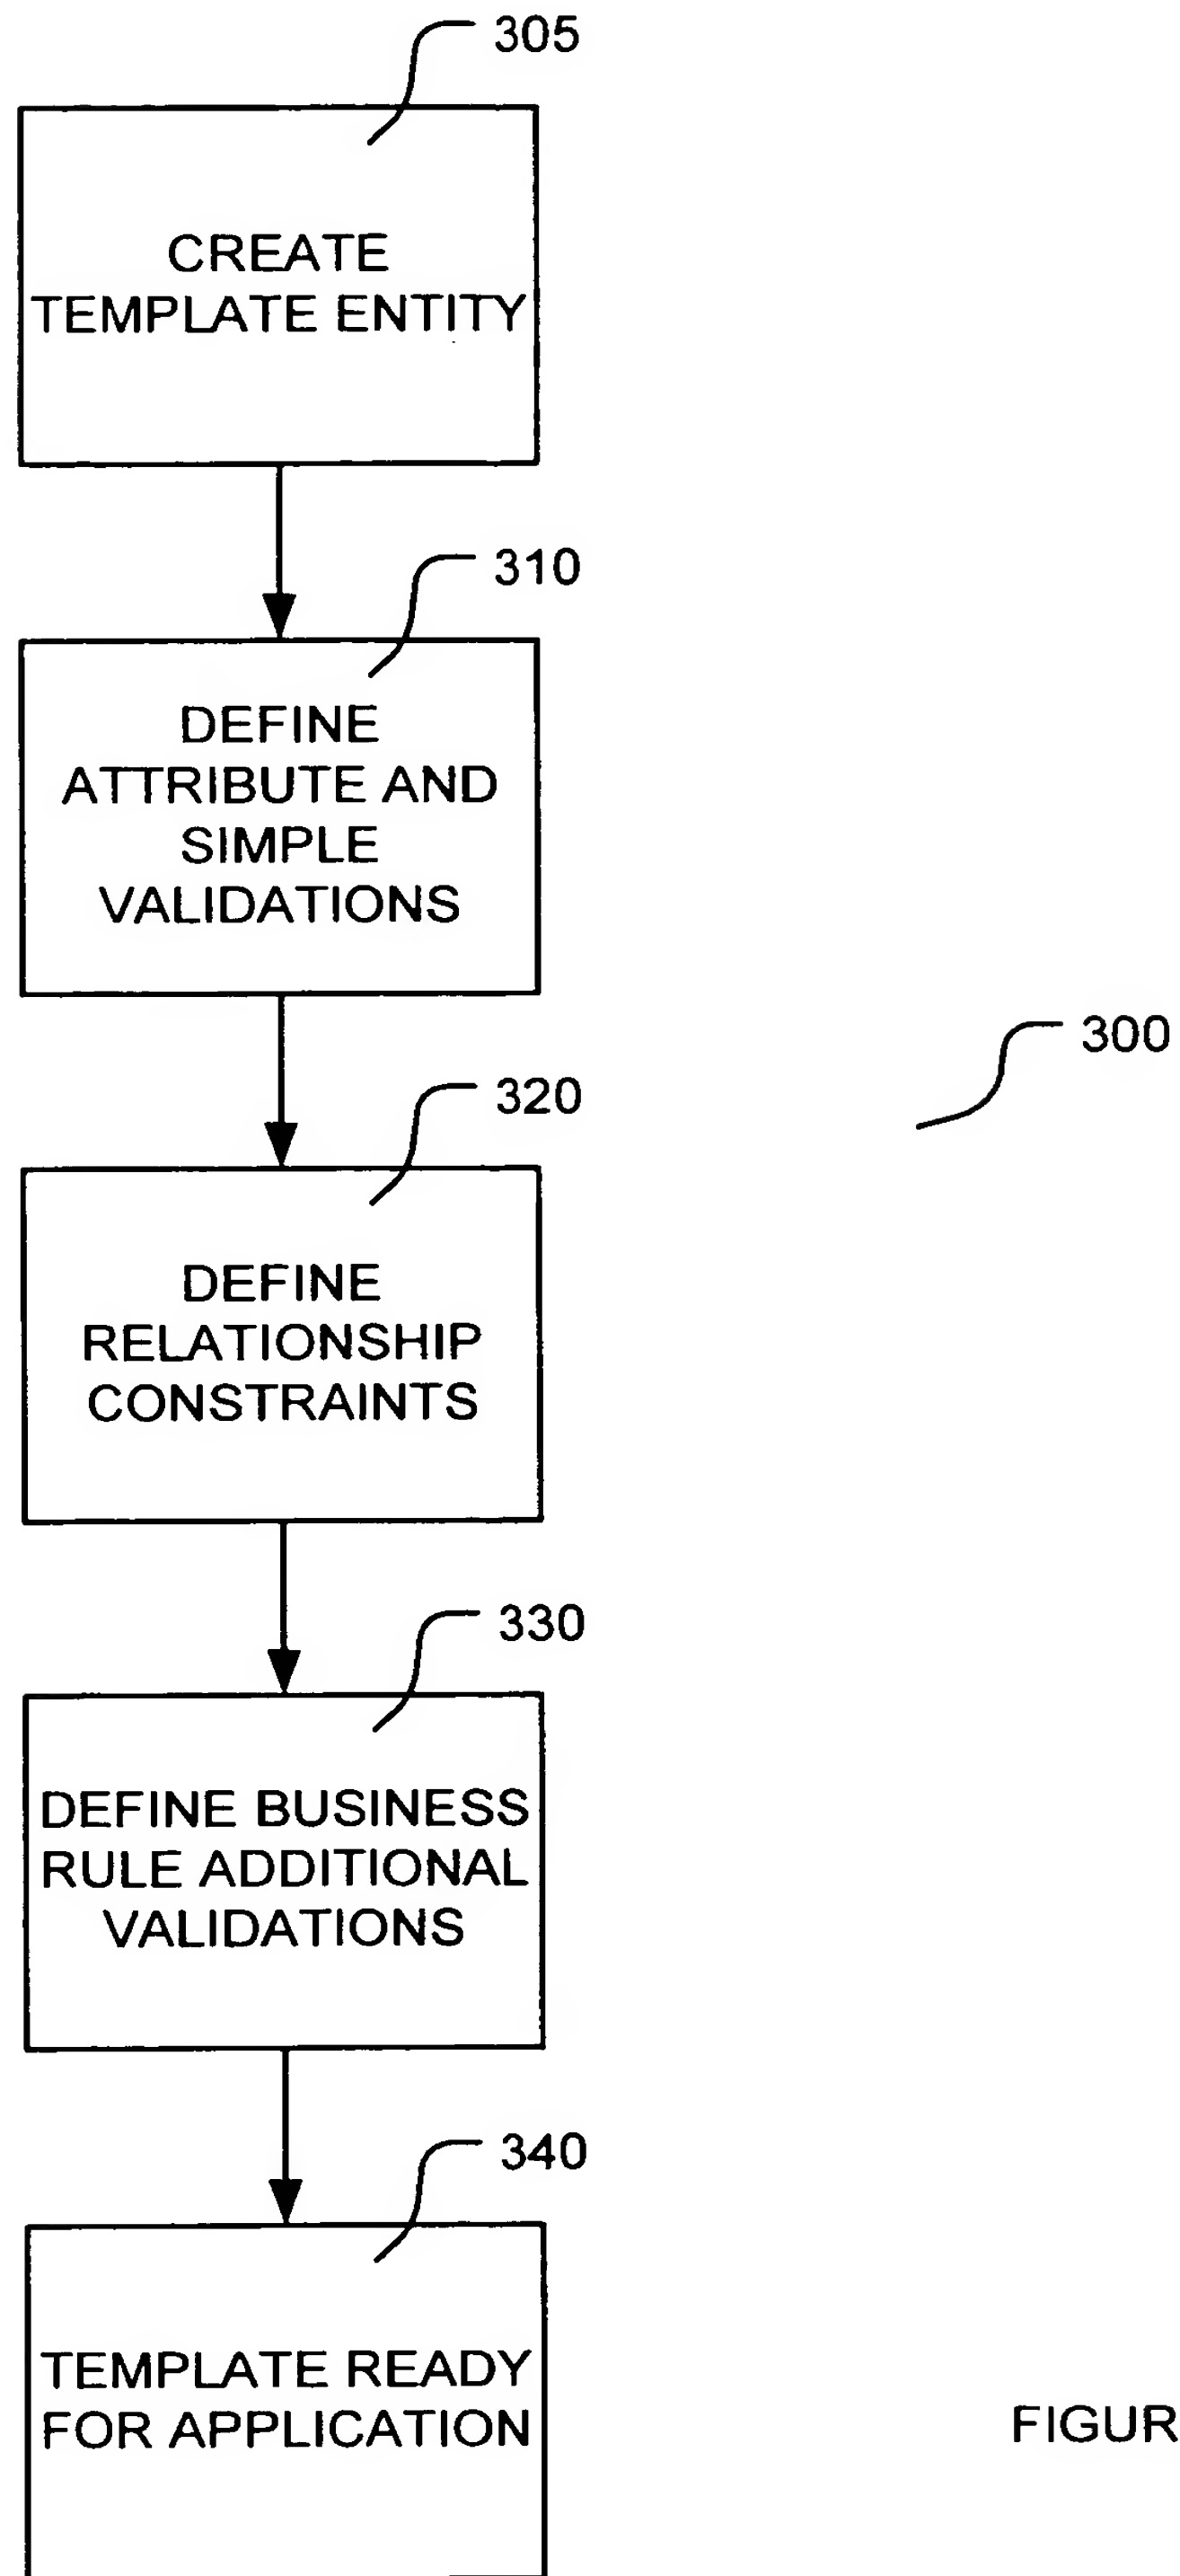 305
CREATE
TEMPLATE ENTITY
310
DEFINE
ATTRIBUTE AND
SIMPLE
VALIDATIONS
300
320
DEFINE
RELATIONSHIP
CONSTRAINTS
330
DEFINE BUSINESS
RULE ADDITIONAL
VALIDATIONS
340
TEMPLATE READY
FOR APPLICATION
FIGUR